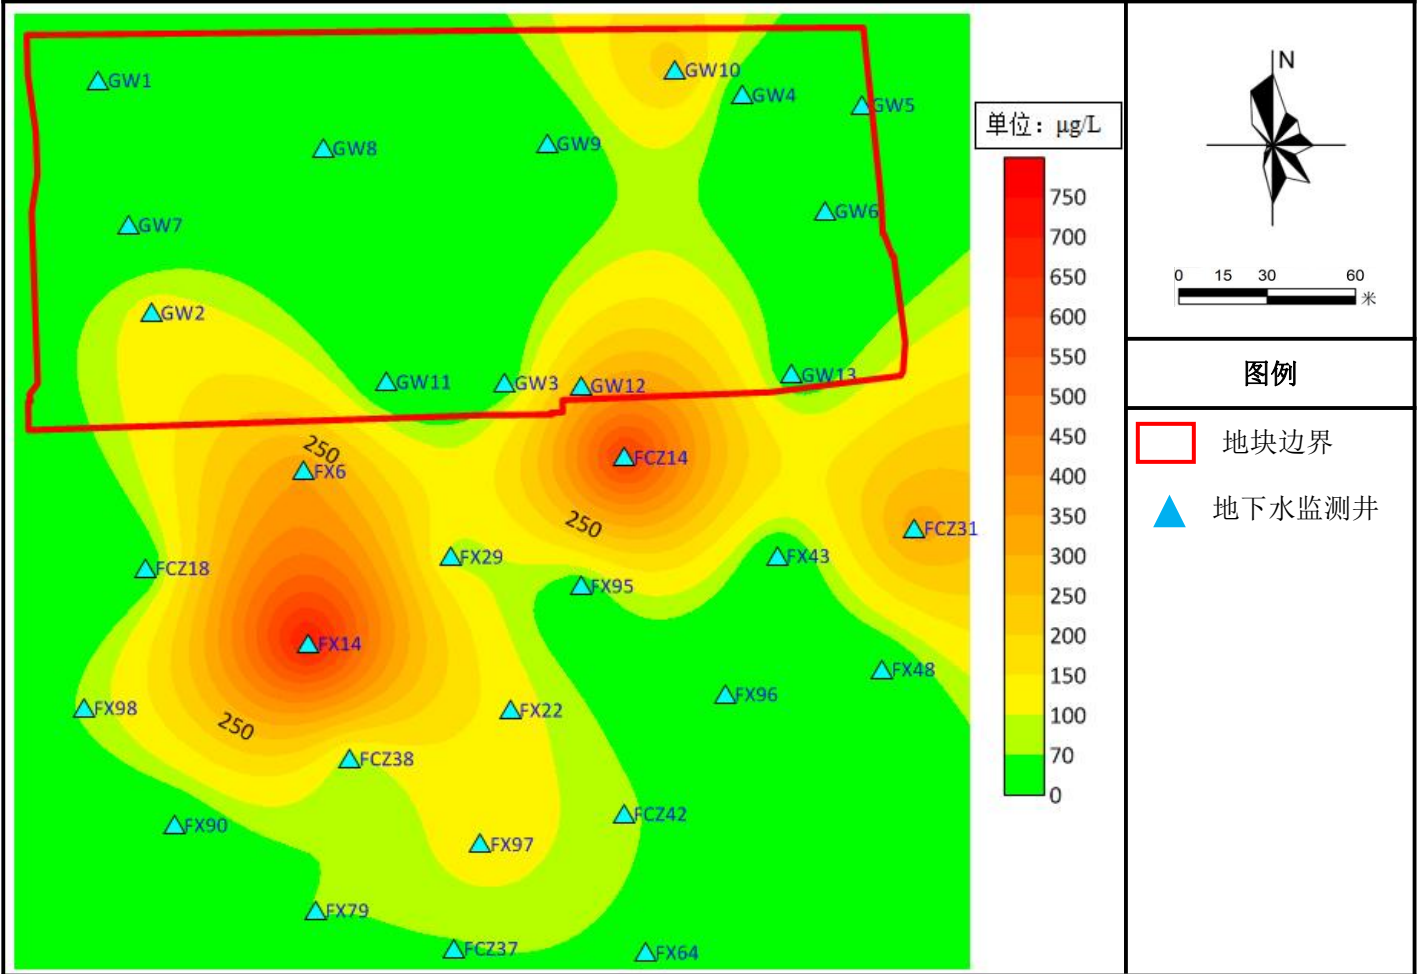 GW1
GW10
GW4
GW5
GW8
GW9
GW7
GW6
GW2
GW11
GW3
GW12
GW13
250
FX6
FCZ14
250
FCZ31
FCZ18
FX29
FX43
FX95
FX14
FX48
FX98
FX22
FX96
250
FCZ38
FX90
FCZ42
FX97
FX79
FCZ37
FX64
单位：μg/L
750
700
650
600
550
500
450
400
350
300
250
200
150
100
70
0
N
0 15 30 60
米
图例
地块边界
地下水监测井